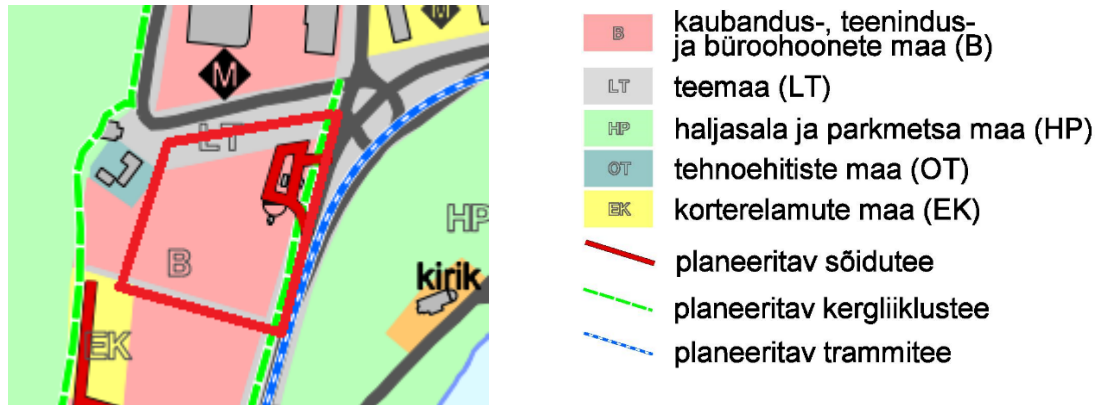 M
M
LT
HP
B
kirik
EK
B
kaubandus-, teenindus-
ja büroohoonete maa (B)
LT
teemaa (LT)
HP
haljasala ja parkmetsa maa (HP)
OT
tehnoehitiste maa (OT)
EK
korterelamute maa (EK)
planeeritav sõidutee
planeeritav kergliiklustee
planeeritav trammitee